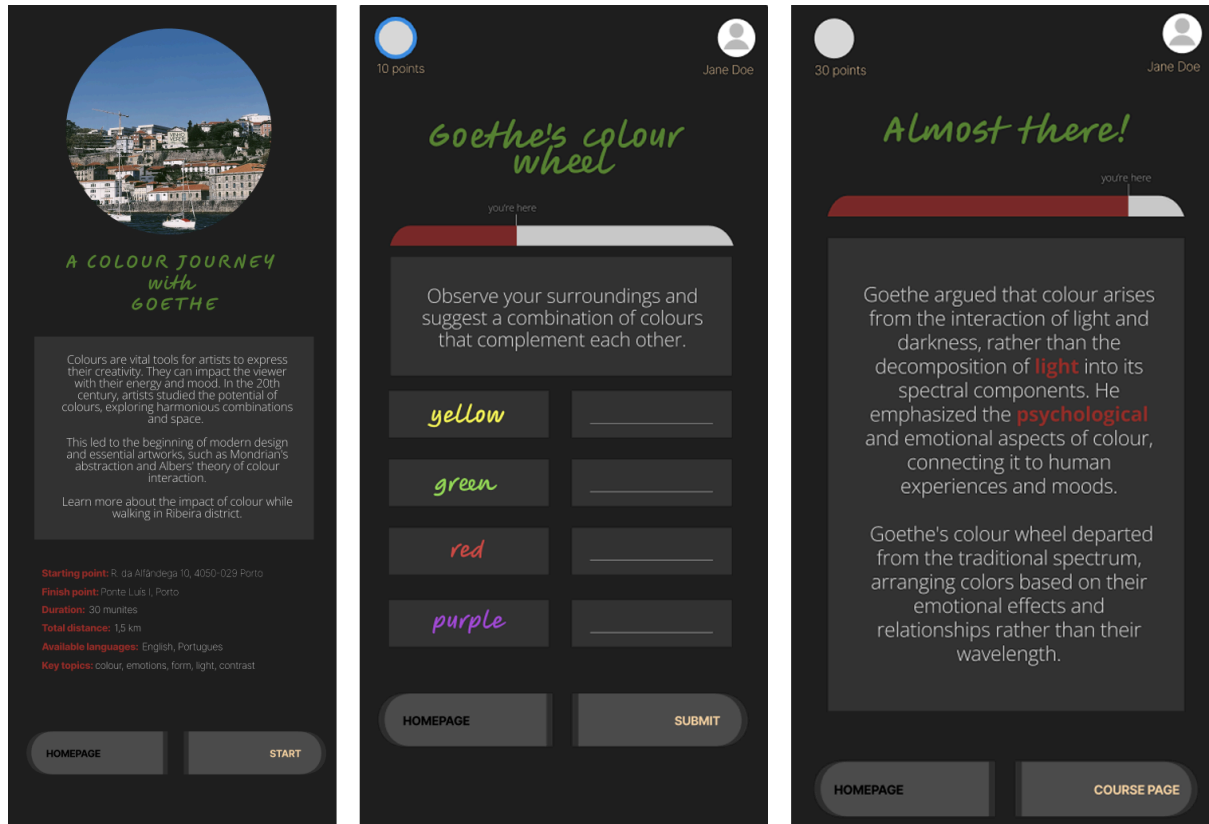 A COLOUR JOURNEY
with
GOETHE
Colours are vital tools for artists to express
their creativity. They can impact the viewer
with their energy and mood. In the 20th
century, artists studied the potential of
colours, exploring harmonious combinations
and space.
This led to the beginning of modern design
and essential artworks, such as Mondrian's
abstraction and Albers' theory of colour
interaction.
Learn more about the impact of colour while
walking in Ribeira district.
Starting point: R. da Alfândega 10, 4050-029 Porto
Finish point: Ponte Luís I, Porto
Duration: 30 munites
Total distance: 1,5 km
Available languages: English, Portugues
Key topics: colour, emotions, form, light, contrast
HOMEPAGE
START
10 points
Jane Doe
Goethe's colour
wheel
you're here
Observe your surroundings and
suggest a combination of colours
that complement each other.
yellow
green
red
purple
HOMEPAGE
SUBMIT
30 points
Jane Doe
Almost there!
you're here
Goethe argued that colour arises
from the interaction of light and
darkness, rather than the
decomposition of light into its
spectral components. He
emphasized the psychological
and emotional aspects of colour,
connecting it to human
experiences and moods.
Goethe's colour wheel departed
from the traditional spectrum,
arranging colors based on their
emotional effects and
relationships rather than their
wavelength.
HOMEPAGE
COURSE PAGE